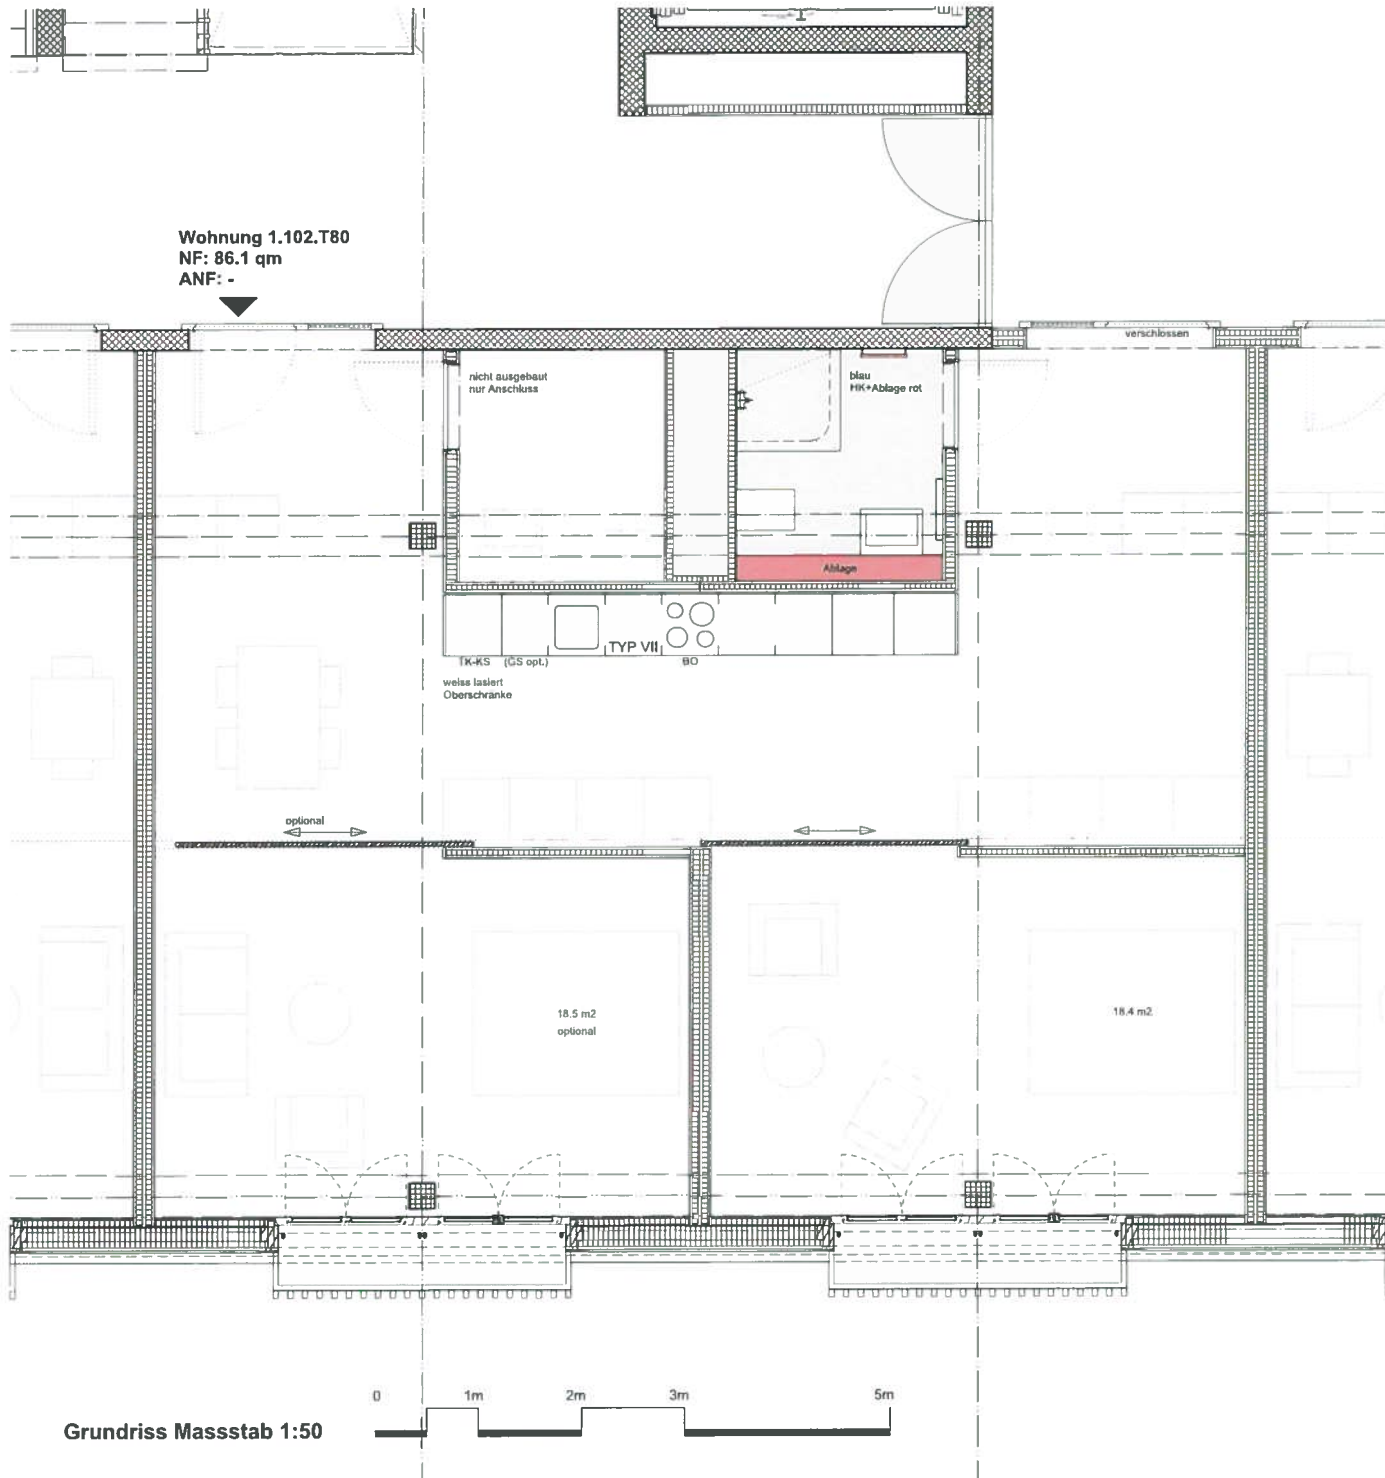 Wohnung 1.102.T80
NF: 86.1 qm
ANF: -
verschlossen
nicht ausgebaut
nur Anschluss
blau
HK+Ablage rot
Ablage
TYP VII
TK-KS (GS opt.)
BO
weiss lasiert
Oberschränke
optional
18.5 m2
optional
18.4 m2
0 1m 2m 3m 5m
Grundriss Massstab 1:50